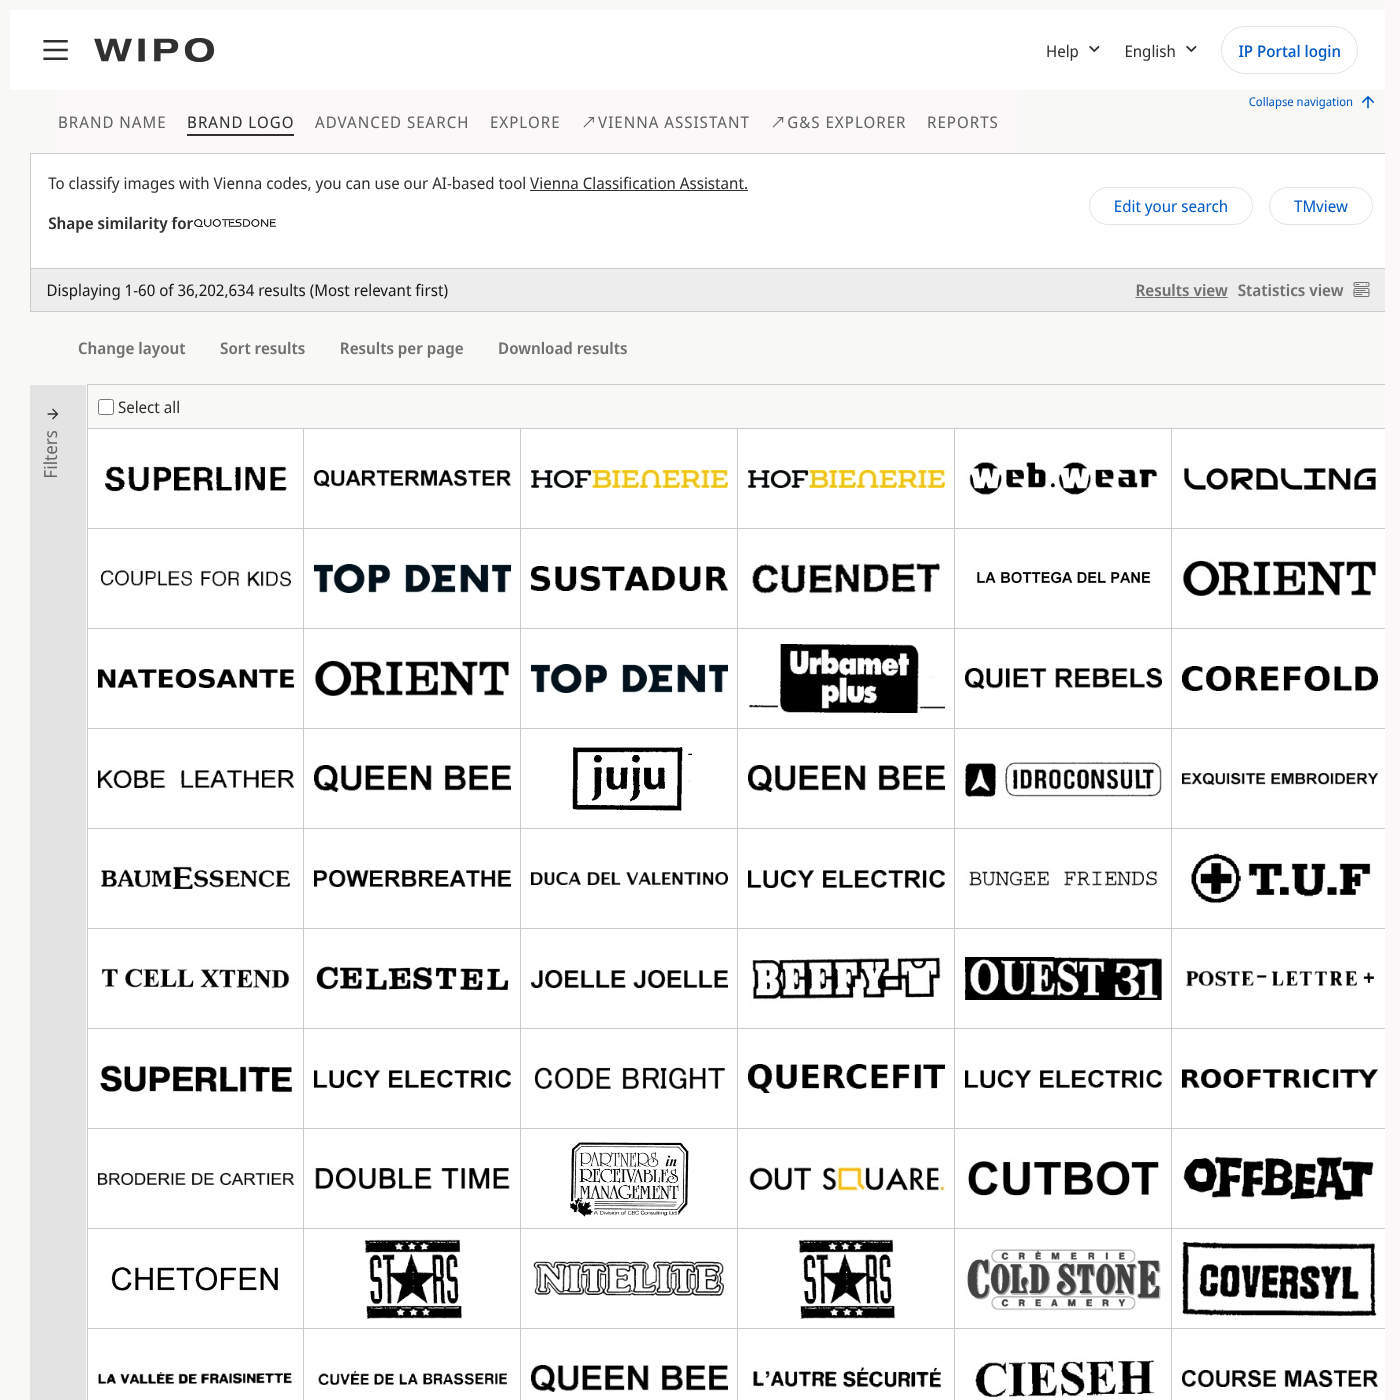 WIPO
Help
English
IP Portal login
Collapse navigation
BRAND NAME
BRAND LOGO
ADVANCED SEARCH
EXPLORE
VIENNA ASSISTANT
G&S EXPLORER
REPORTS
To classify images with Vienna codes, you can use our AI-based tool Vienna Classification Assistant.
Shape similarity for QUOTESDONE
Edit your search
TMview
Displaying 1-60 of 36,202,634 results (Most relevant first)
Results view
Statistics view
Change layout
Sort results
Results per page
Download results
Filters
Select all
SUPERLINE
QUARTERMASTER
HOFBIENERIE
HOFBIENERIE
Web.Wear
LORDLING
COUPLES FOR KIDS
TOP DENT
SUSTADUR
CUENDET
LA BOTTEGA DEL PANE
ORIENT
NATEOSANTE
ORIENT
TOP DENT
Urbamet
plus
QUIET REBELS
COREFOLD
KOBE LEATHER
QUEEN BEE
juju
QUEEN BEE
IDROCONSULT
EXQUISITE EMBROIDERY
BAUMESSENCE
POWERBREATHE
DUCA DEL VALENTINO
LUCY ELECTRIC
BUNGEE FRIENDS
T.U.F
T CELL XTEND
CELESTEL
JOELLE JOELLE
BEEFY-T
OUEST 31
POSTE-LETTRE+
SUPERLITE
LUCY ELECTRIC
CODE BRIGHT
QUERCEFIT
LUCY ELECTRIC
ROOFTRICITY
BRODERIE DE CARTIER
DOUBLE TIME
PARTNERS in
RECEIVABLES
MANAGEMENT
A Division of CBC Consulting Ltd
OUT SQUARE.
CUTBOT
OFFBEAT
CHETOFEN
STARS
NITELITE
STARS
CRÈMERIE
COLD STONE
CREAMERY
COVERSYL
LA VALLÉE DE FRAISINETTE
CUVÉE DE LA BRASSERIE
QUEEN BEE
L'AUTRE SÉCURITÉ
CIESEH
COURSE MASTER